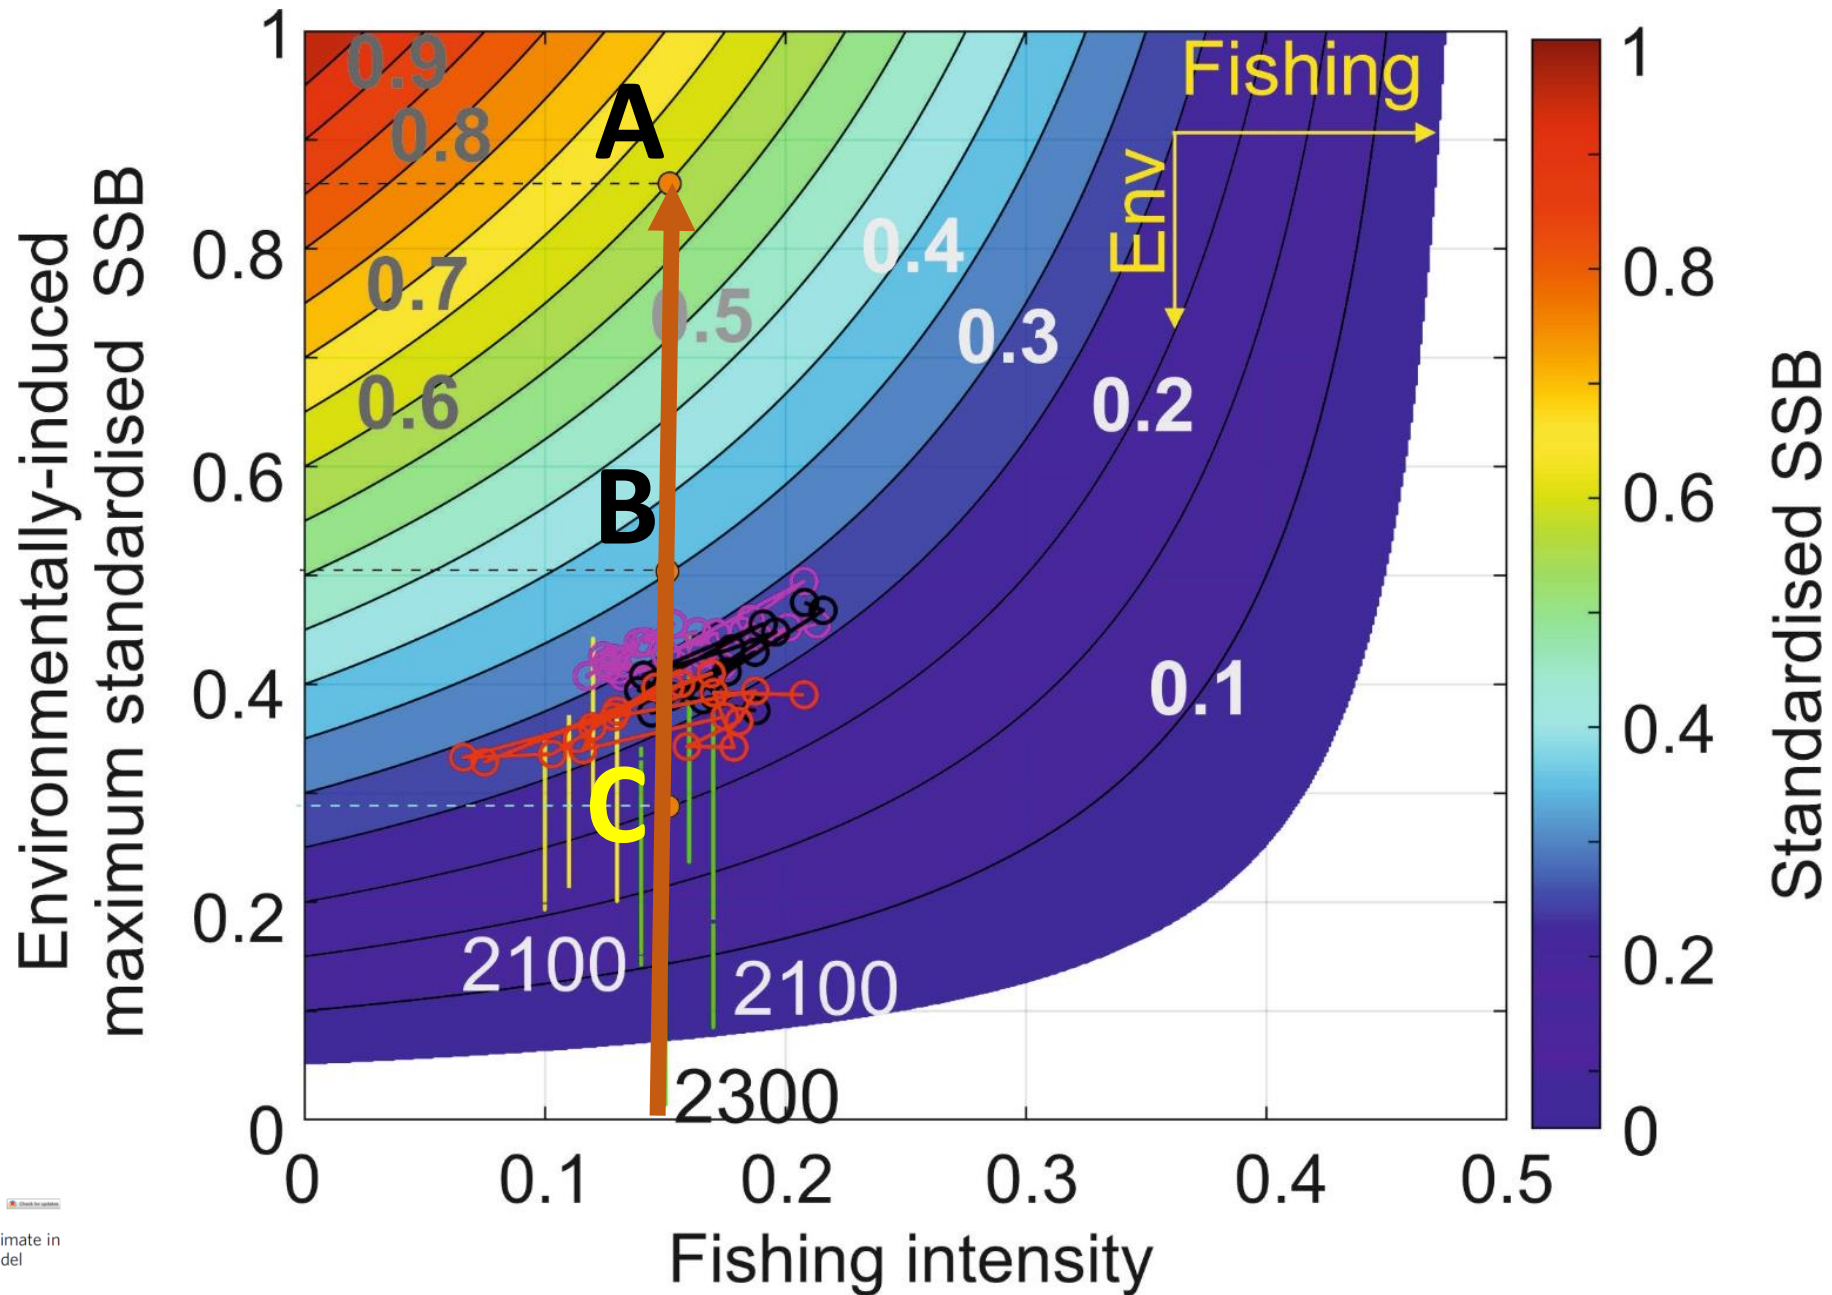 1
0.9
Fishing
1
A
0.8
Env
0.8
0.4
0.8
0.7
0.5
0.3
0.6
0.2
0.6
0.6
B
0.4
0.1
0.4
C
0.2
2100
2100
0.2
2300
0
0
0
0.1
0.2
0.3
0.4
0.5
Fishing intensity
Environmentally-induced
maximum standardised SSB
Standardised SSB
Check for updates
imate in
del